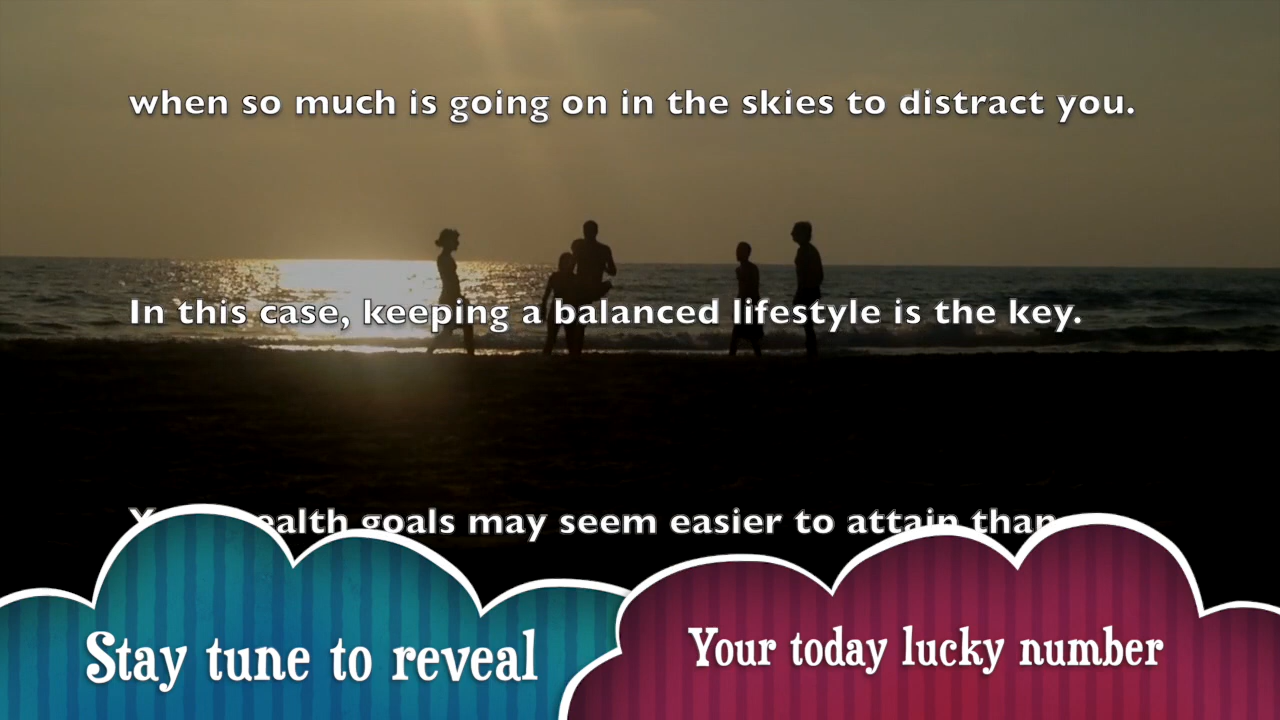 when so much is going on in the skies to distract you.
In this case, keeping a balanced lifestyle is the key.
goals may seem easier to attain than
Stay tune to reveal
Your today lucky number